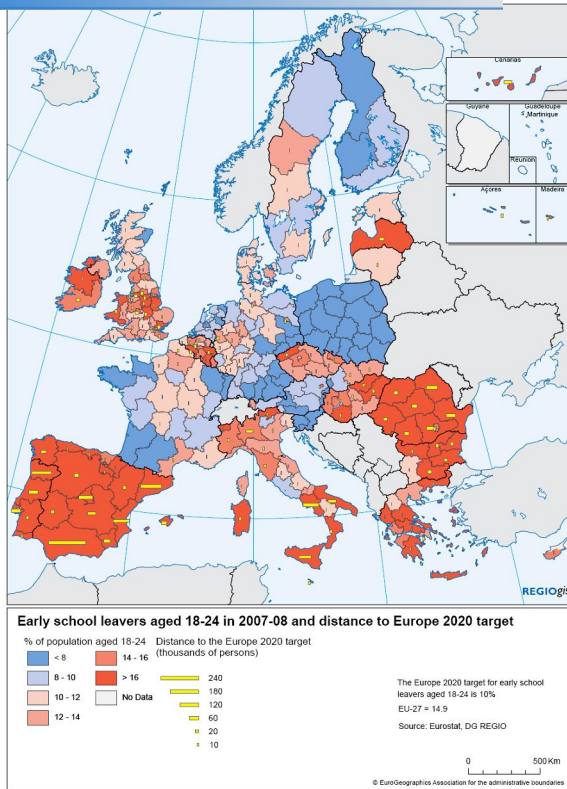 Canarias
Guyane
Guadeloupe
Martinique
Réunion
Açores
Madeira
REGIOgis
Early school leavers aged 18-24 in 2007-08 and distance to Europe 2020 target
% of population aged 18-24
< 8
8 - 10
10 - 12
12 - 14
14 - 16
> 16
No Data
Distance to the Europe 2020 target
(thousands of persons)
240
180
120
60
20
10
The Europe 2020 target for early school
leavers aged 18-24 is 10%
EU-27 = 14.9
Source: Eurostat, DG REGIO
0 500 Km
© EuroGeographics Association for the administrative boundaries